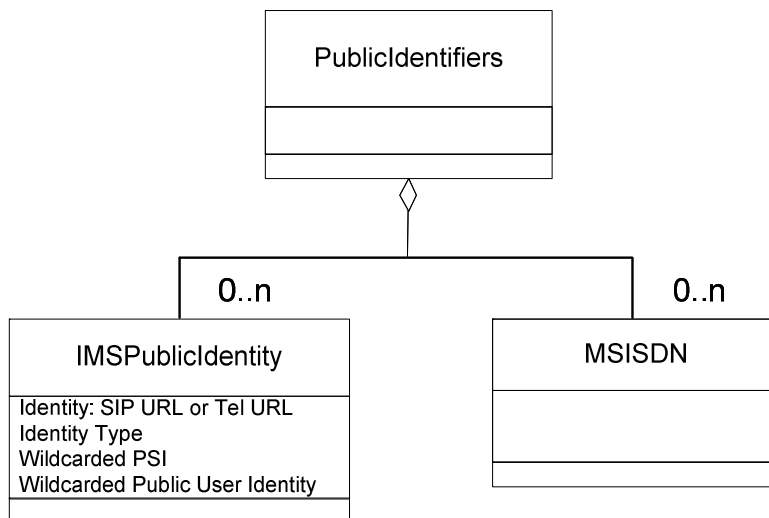 PublicIdentifiers
0..n
0..n
IMSPublicIdentity
MSISDN
Identity: SIP URL or Tel URL
Identity Type
Wildcarded PSI
Wildcarded Public User Identity